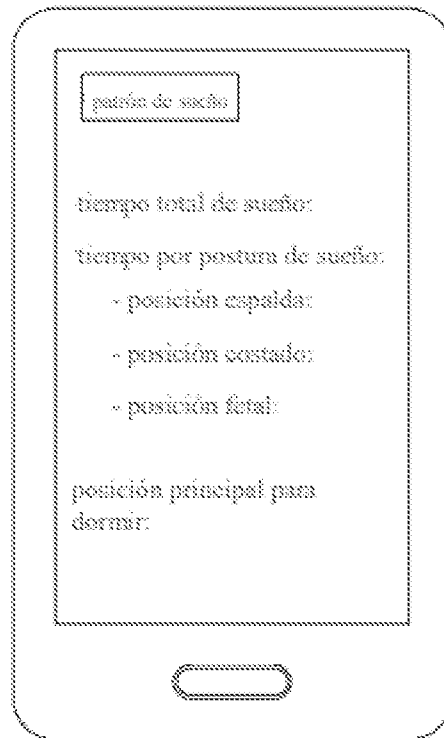 patrón de sueño
tiempo total de sueño:
tiempo por postura de sueño:
- posición espalda:
- posición costado:
- posición fetal:
posición principal para
dormir: